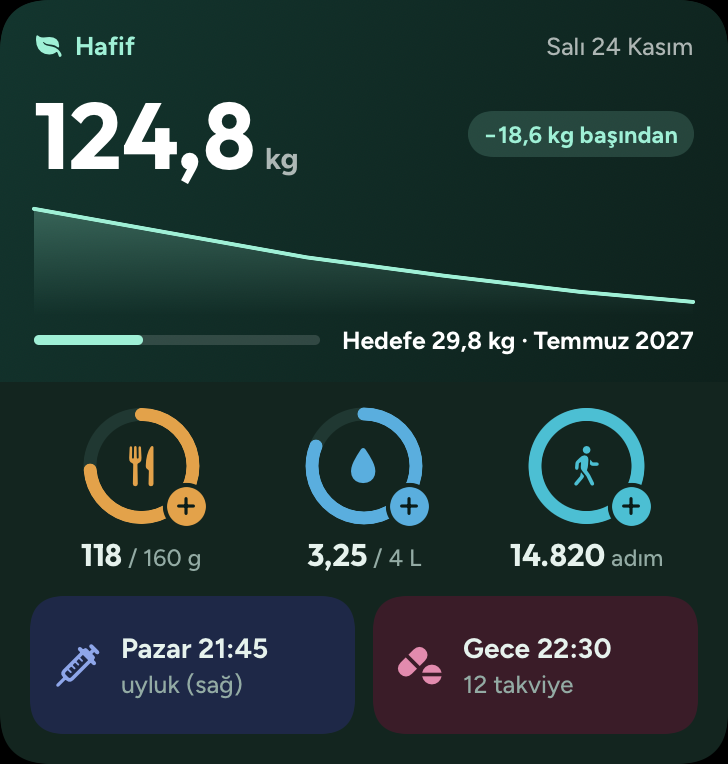 Hafif
Salı 24 Kasım
124,8 kg
−18,6 kg başından
Hedefe 29,8 kg · Temmuz 2027
118 / 160 g
3,25 / 4 L
14.820 adım
Pazar 21:45
uyluk (sağ)
Gece 22:30
12 takviye